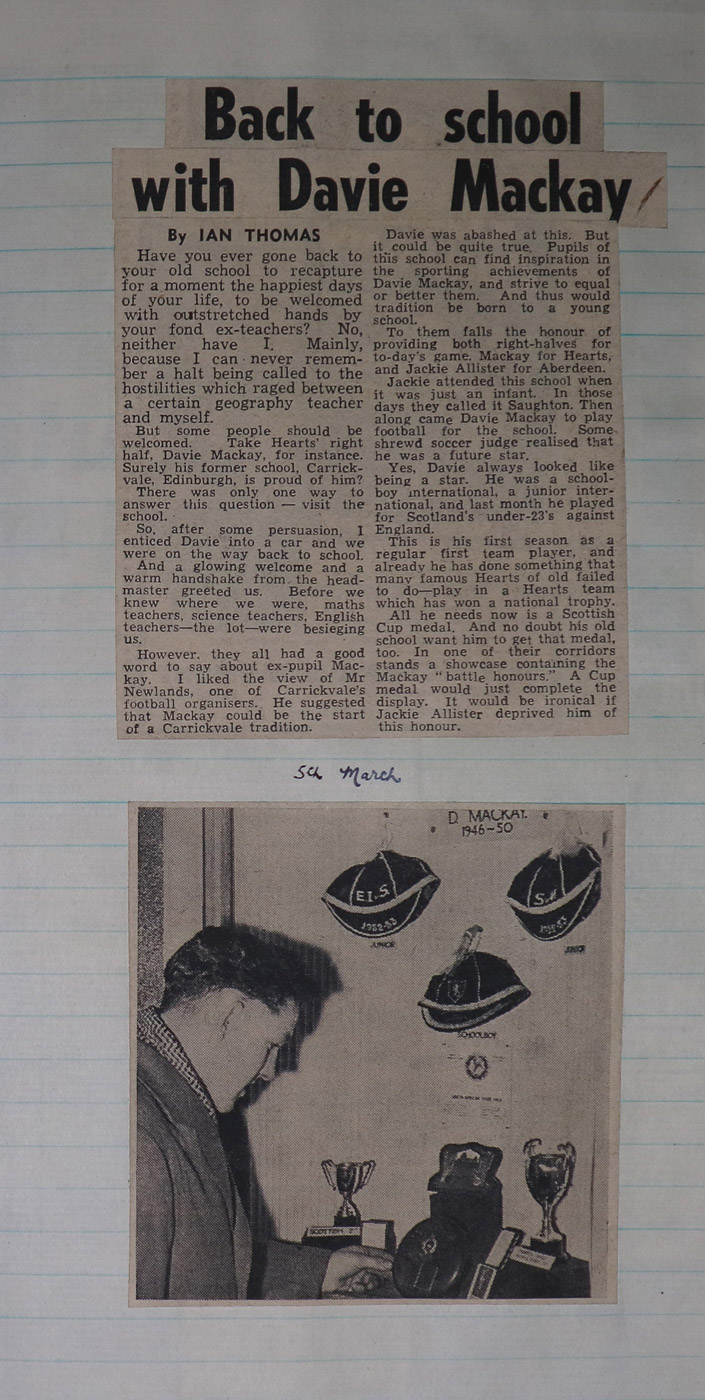 Back to school
with Davie Mackay
By IAN THOMAS
Have you ever gone back to
your old school to recapture
for a moment the happiest days
of your life, to be welcomed
with outstretched hands by
your fond ex-teachers? No,
neither have I. Mainly,
because I can never remem-
ber a halt being called to the
hostilities which raged between
a certain geography teacher
and myself.
But some people should be
welcomed. Take Hearts' right
half, Davie Mackay, for instance.
Surely his former school, Carrick-
vale, Edinburgh, is proud of him?
There was only one way to
answer this question — visit the
school.
So, after some persuasion, I
enticed Davie into a car and we
were on the way back to school.
And a glowing welcome and a
warm handshake from the head-
master greeted us. Before we
knew where we were, maths
teachers, science teachers, English
teachers—the lot—were besieging
us.
However, they all had a good
word to say about ex-pupil Mac-
kay. I liked the view of Mr
Newlands, one of Carrickvale's
football organisers. He suggested
that Mackay could be the start
of a Carrickvale tradition.
Davie was abashed at this. But
it could be quite true. Pupils of
this school can find inspiration in
the sporting achievements of
Davie Mackay, and strive to equal
or better them. And thus would
tradition be born to a young
school.
To them falls the honour of
providing both right-halves for
to-day's game. Mackay for Hearts,
and Jackie Allister for Aberdeen.
Jackie attended this school when
it was just an infant. In those
days they called it Saughton. Then
along came Davie Mackay to play
football for the school. Some
shrewd soccer judge realised that
he was a future star.
Yes, Davie always looked like
being a star. He was a school-
boy international, a junior inter-
national, and last month he played
for Scotland's under-23's against
England.
This is his first season as a
regular first team player, and
already he has done something that
many famous Hearts of old failed
to do—play in a Hearts team
which has won a national trophy.
All he needs now is a Scottish
Cup medal. And no doubt his old
school want him to get that medal,
too. In one of their corridors
stands a showcase containing the
Mackay "battle honours." A Cup
medal would just complete the
display. It would be ironical if
Jackie Allister deprived him of
this honour.
5th March
D. MACKAY.
1946-50
E.I.S.
1952-53
JUNIOR
JUNIOR
SCHOOLBOY
SCOTTISH